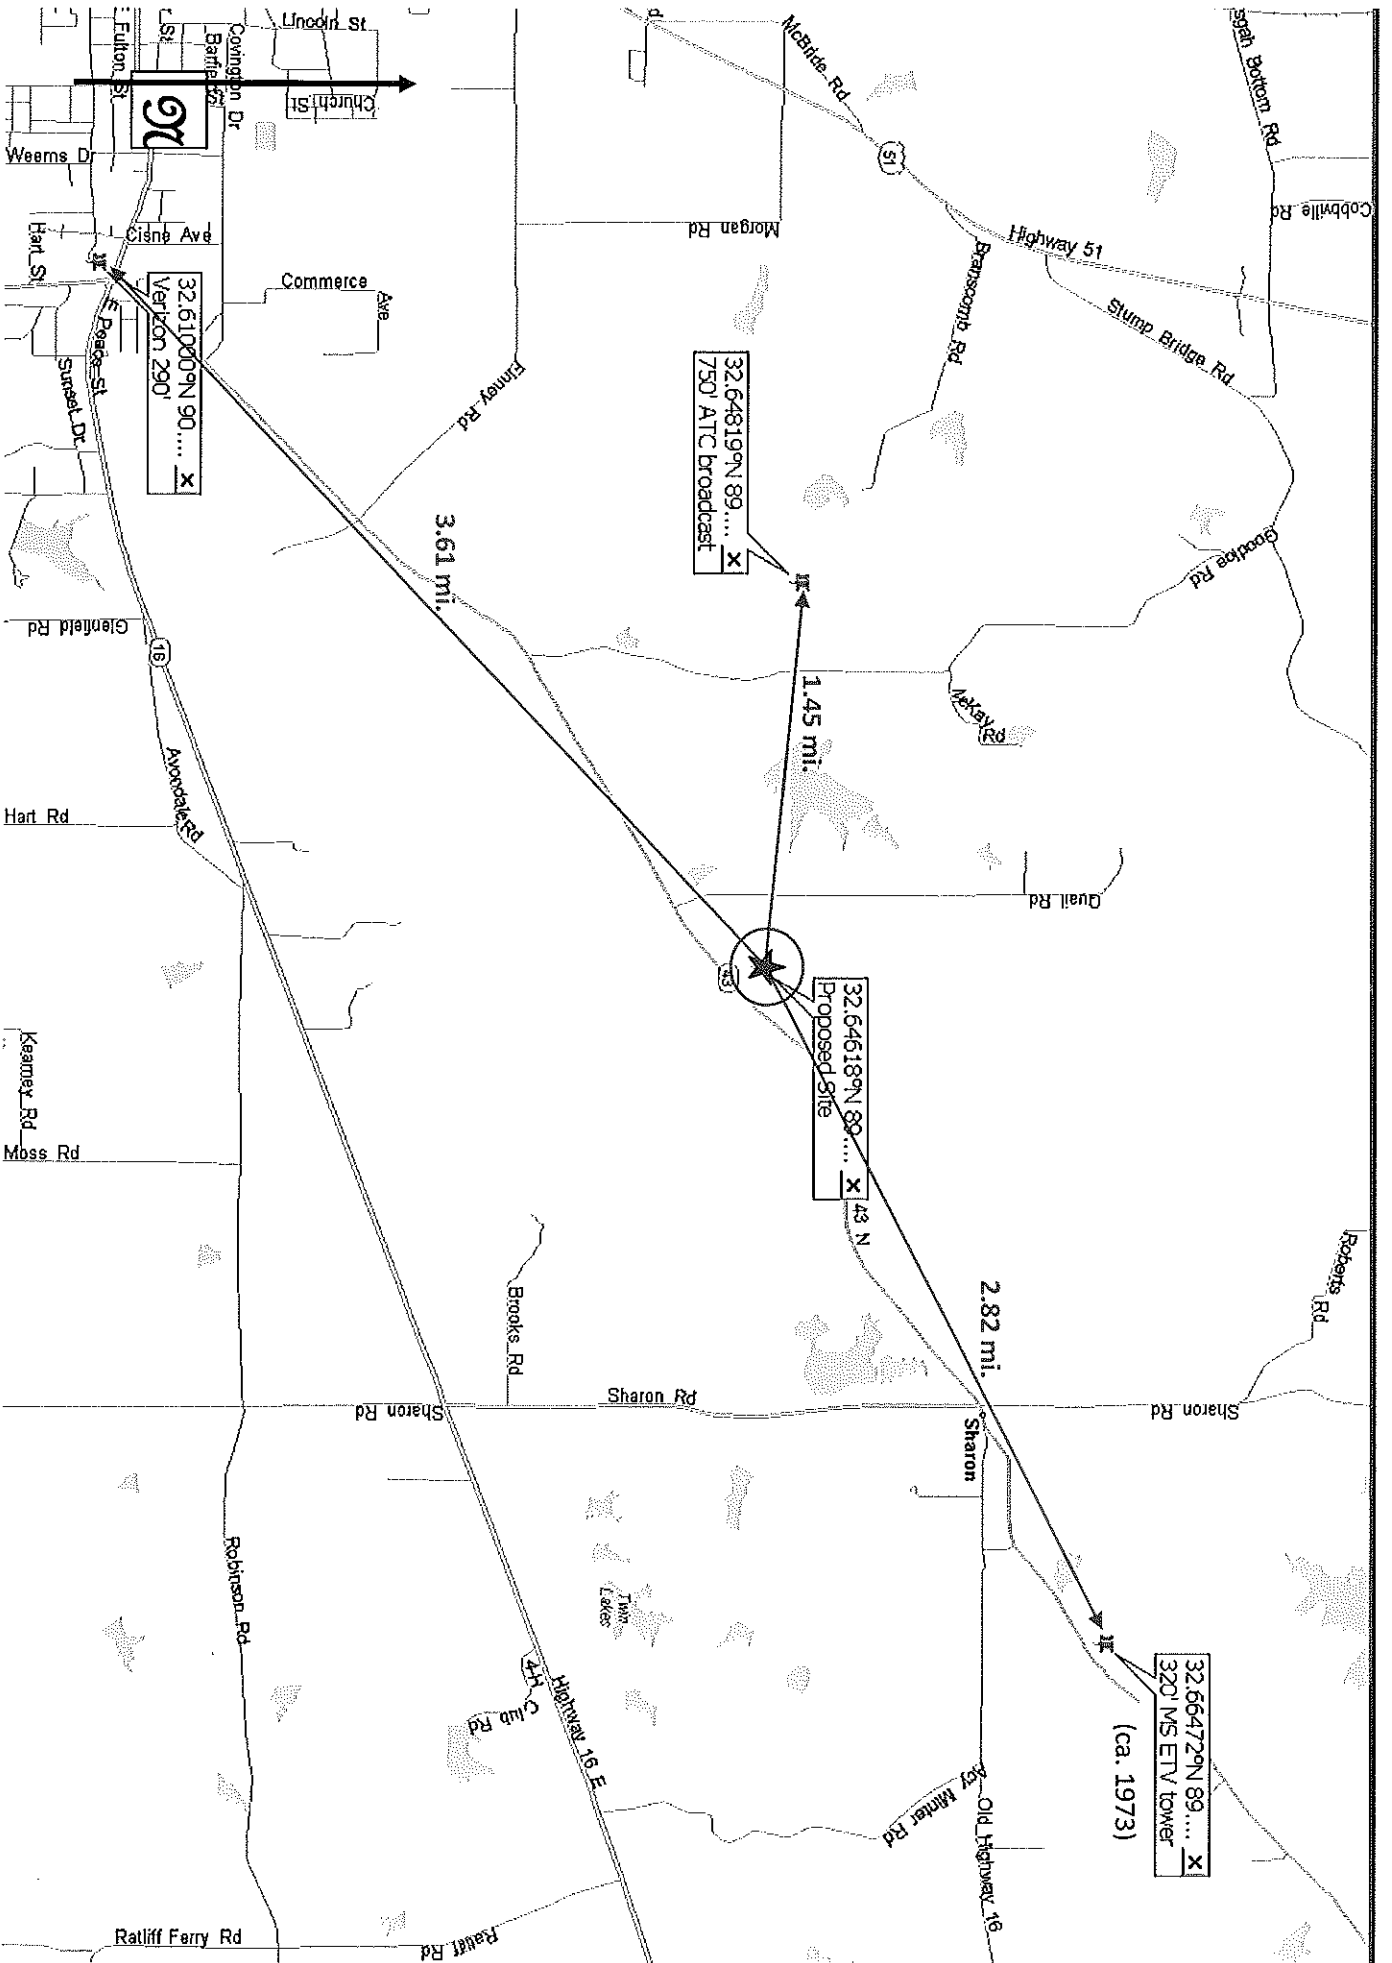 Roberts
Rd
32.66472°N 89.... x
320' MS ETV tower
(ca. 1973)
Cobbville Rd
Highway 51
Stump Bridge Rd
Goodloe Rd
51
McBride Rd
Branscomb Rd
Morgan Rd
McKay
Rd
Quail Rd
Sharon Rd
2.82 mi.
Sharon
Old Highway 16
Acy Minter Rd
32.64819°N 89.... x
750' ATC broadcast
1.45 mi.
32.64618°N 89.... x
Proposed Site
43 N
43
Sharon Rd
Twin
Lakes
Lincoln St
Church St
Commerce
Ave
Finney Rd
3.61 mi.
Brooks Rd
Sharon Rd
4-H Club Rd
Highway 16 E
Ratliff Rd
Covington Dr
Fulton St
N
Weems Dr
Cisne Ave
Hart St
32.61000°N 90.... x
Verizon 290'
E Peace St
Sunset Dr
Glenfield Rd
16
Avondale Rd
Hart Rd
Kearney Rd
Moss Rd
Robinson Rd
Ratliff Ferry Rd